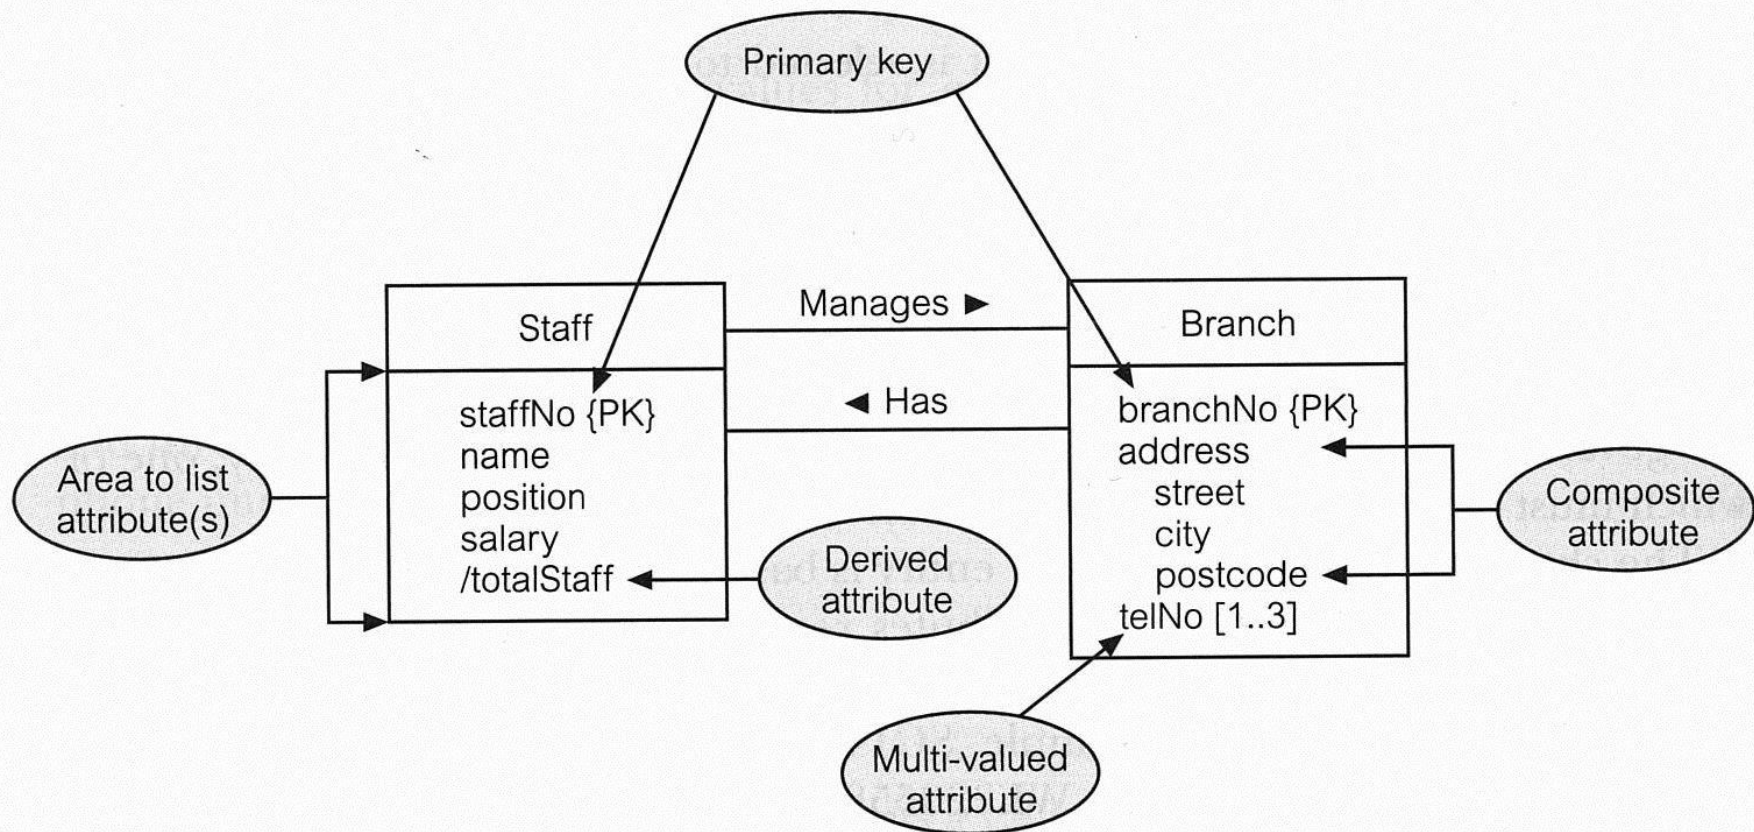 Primary key
Manages ►
Staff
Branch
◄ Has
staffNo {PK}
name
position
salary
/totalStaff
branchNo {PK}
address
street
city
postcode
telNo [1..3]
Area to list
attribute(s)
Derived
attribute
Composite
attribute
Multi-valued
attribute